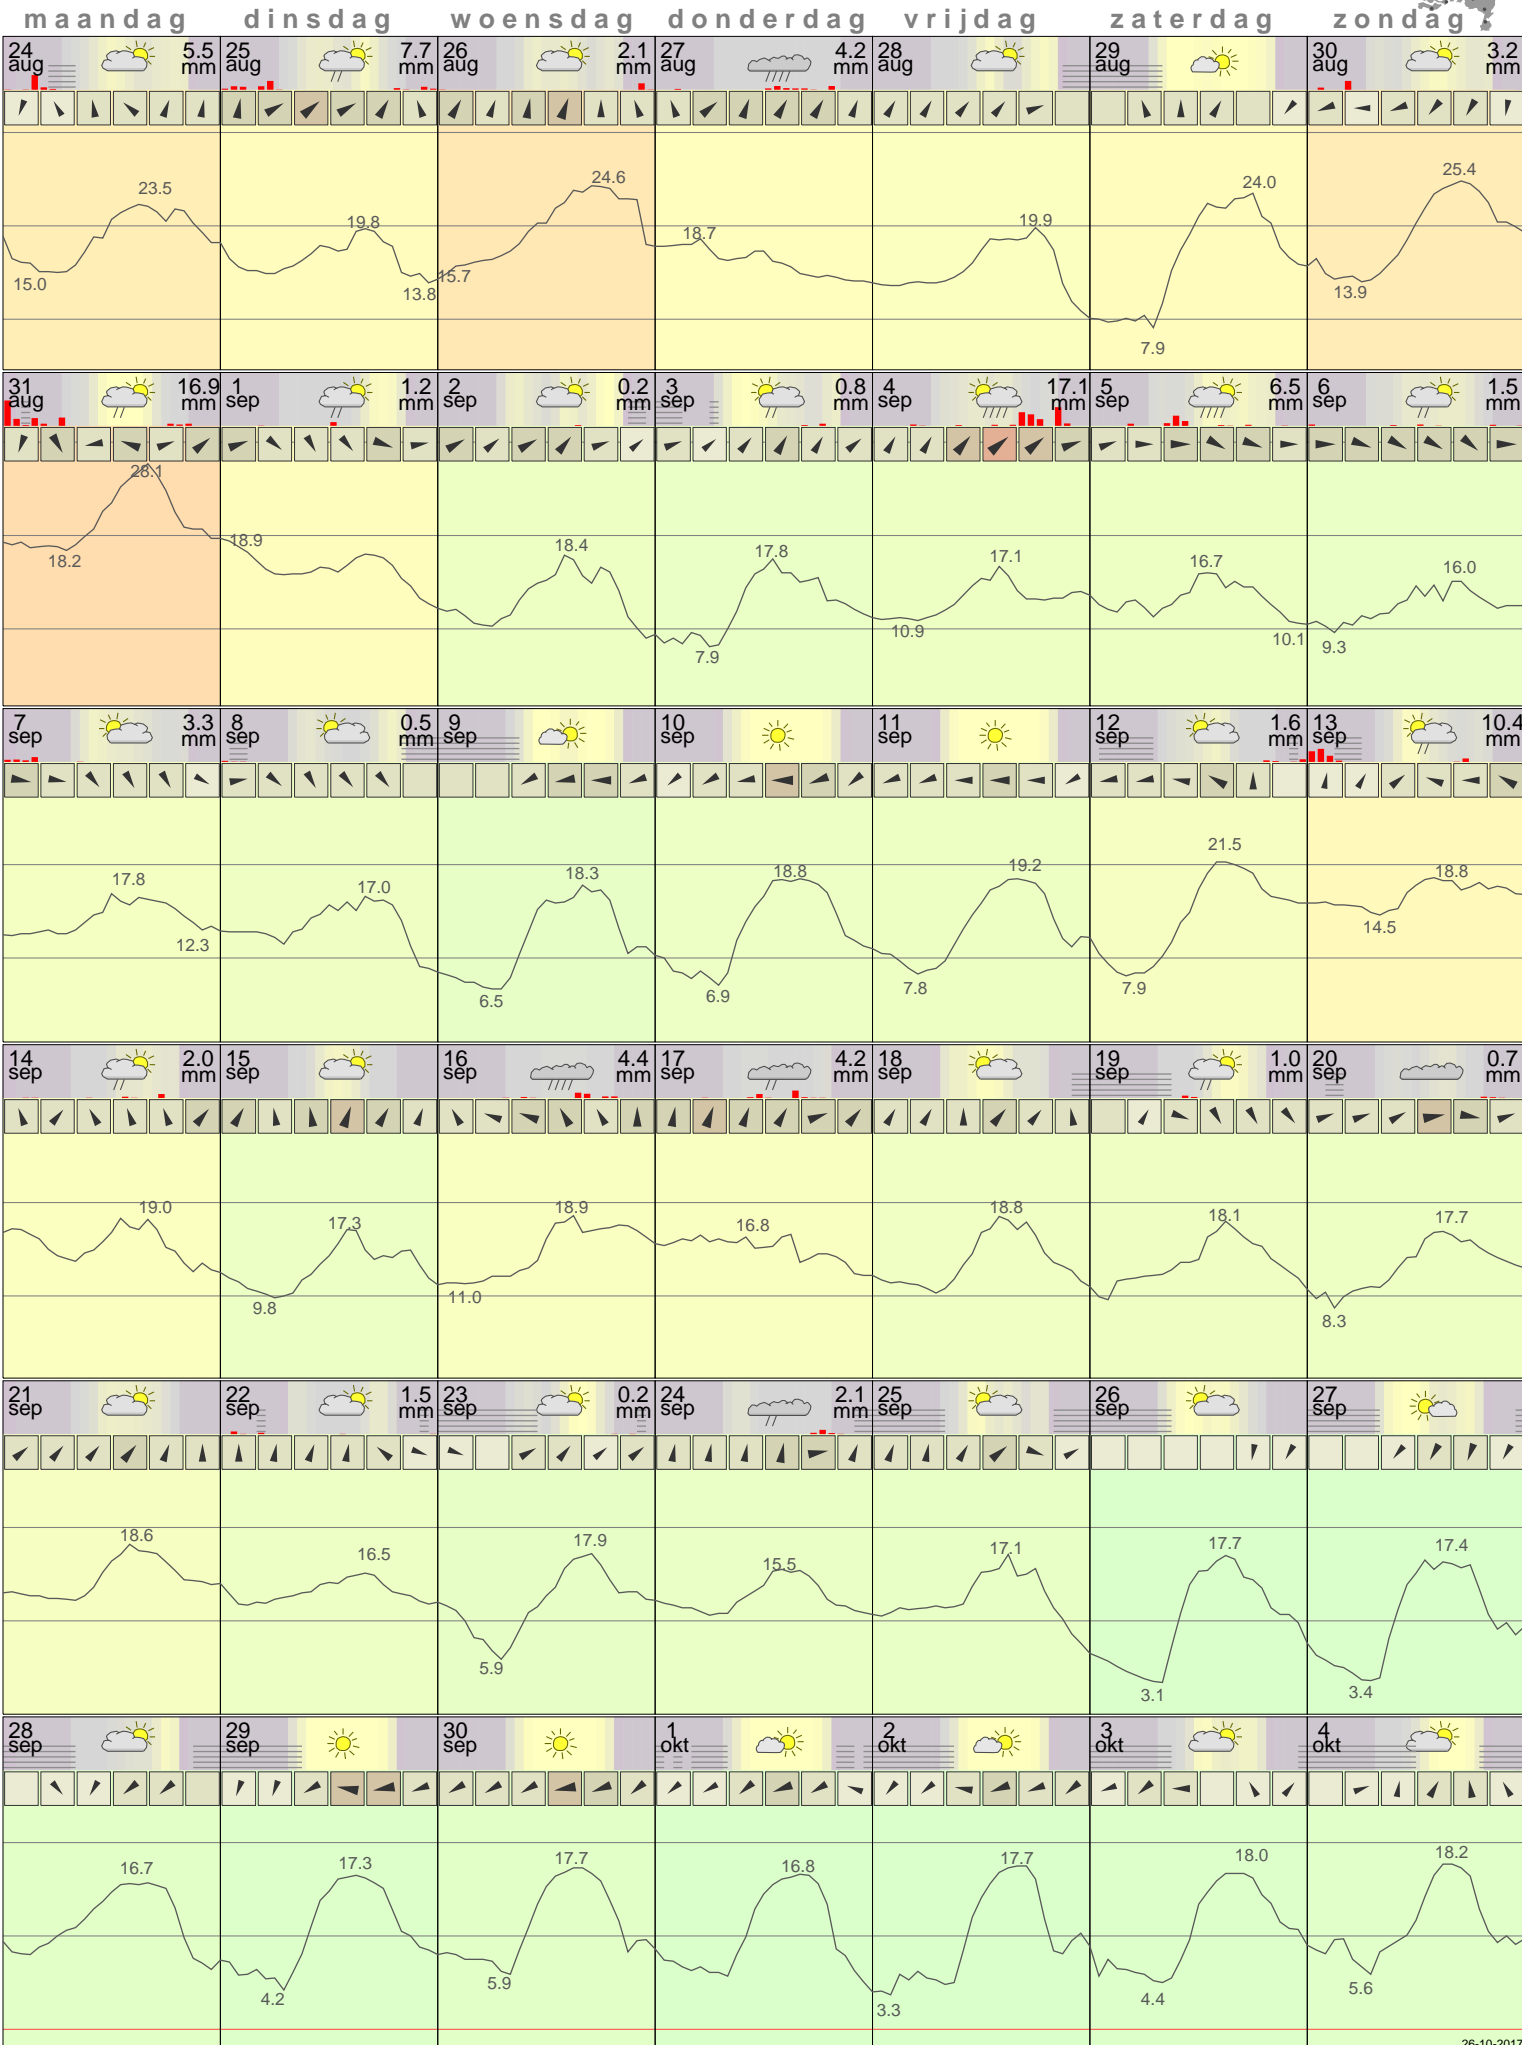 maandag dinsdag woensdag donderdag vrijdag zaterdag zondag
24 aug 5.5 mm 25 aug 7.7 mm 26 aug 2.1 mm 27 aug 4.2 mm 28 aug 29 aug 30 aug 3.2 mm
23.5 15.0 19.8 13.8 15.7 24.6 18.7 19.9 7.9 24.0 13.9 25.4
31 aug 16.9 mm 1 sep 1.2 mm 2 sep 0.2 mm 3 sep 0.8 mm 4 sep 17.1 mm 5 sep 6.5 mm 6 sep 1.5 mm
18.2 28.1 18.9 18.4 7.9 17.8 10.9 17.1 16.7 10.1 9.3 16.0
7 sep 3.3 mm 8 sep 0.5 mm 9 sep 10 sep 11 sep 12 sep 1.6 mm 13 sep 10.4 mm
17.8 12.3 17.0 6.5 18.3 6.9 18.8 7.8 19.2 7.9 21.5 14.5 18.8
14 sep 2.0 mm 15 sep 16 sep 4.4 mm 17 sep 4.2 mm 18 sep 19 sep 1.0 mm 20 sep 0.7 mm
19.0 9.8 17.3 11.0 18.9 16.8 18.8 18.1 8.3 17.7
21 sep 22 sep 1.5 mm 23 sep 0.2 mm 24 sep 2.1 mm 25 sep 26 sep 27 sep
18.6 16.5 5.9 17.9 15.5 17.1 3.1 17.7 3.4 17.4
28 sep 29 sep 30 sep 1 okt 2 okt 3 okt 4 okt
16.7 4.2 17.3 5.9 17.7 16.8 3.3 17.7 4.4 18.0 5.6 18.2
26-10-2017